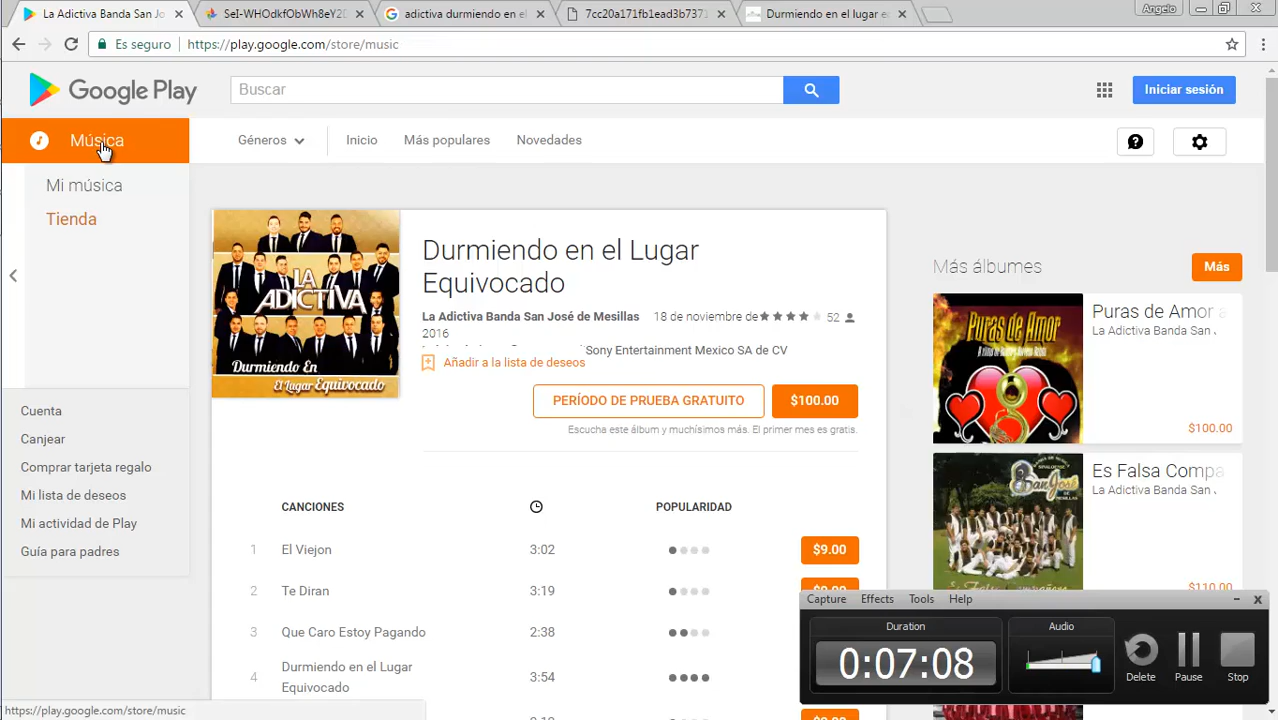 La Adictiva Banda San Jo
SeI-WHOdkfObWh8eY2D
adictiva durmiendo en el
7cc20a171fb1ead3b7371
Durmiendo en el lugar e
Angelo
Es seguro
https://play.google.com/store/music
Google Play
Buscar
Iniciar sesión
Música
Géneros
Inicio
Más populares
Novedades
Mi música
Tienda
Cuenta
Canjear
Comprar tarjeta regalo
Mi lista de deseos
Mi actividad de Play
Guía para padres
LA
ADICTIVA
Durmiendo En
El Lugar Equivocado
Durmiendo en el Lugar
Equivocado
La Adictiva Banda San José de Mesillas
18 de noviembre de
52
2016
Sony Entertainment Mexico SA de CV
Añadir a la lista de deseos
PERÍODO DE PRUEBA GRATUITO
$100.00
Escucha este álbum y muchísimos más. El primer mes es gratis.
CANCIONES
POPULARIDAD
1 El Viejon 3:02 $9.00
2 Te Diran 3:19
3 Que Caro Estoy Pagando 2:38
4 Durmiendo en el Lugar
Equivocado 3:54
Más álbumes
Más
Puras de Amor
Puras de Amor a
La Adictiva Banda San
$100.00
San José
Es Falsa Compa
La Adictiva Banda San
$110.00
Capture Effects Tools Help
Duration
0:07:08
Audio
Delete
Pause
Stop
https://play.google.com/store/music